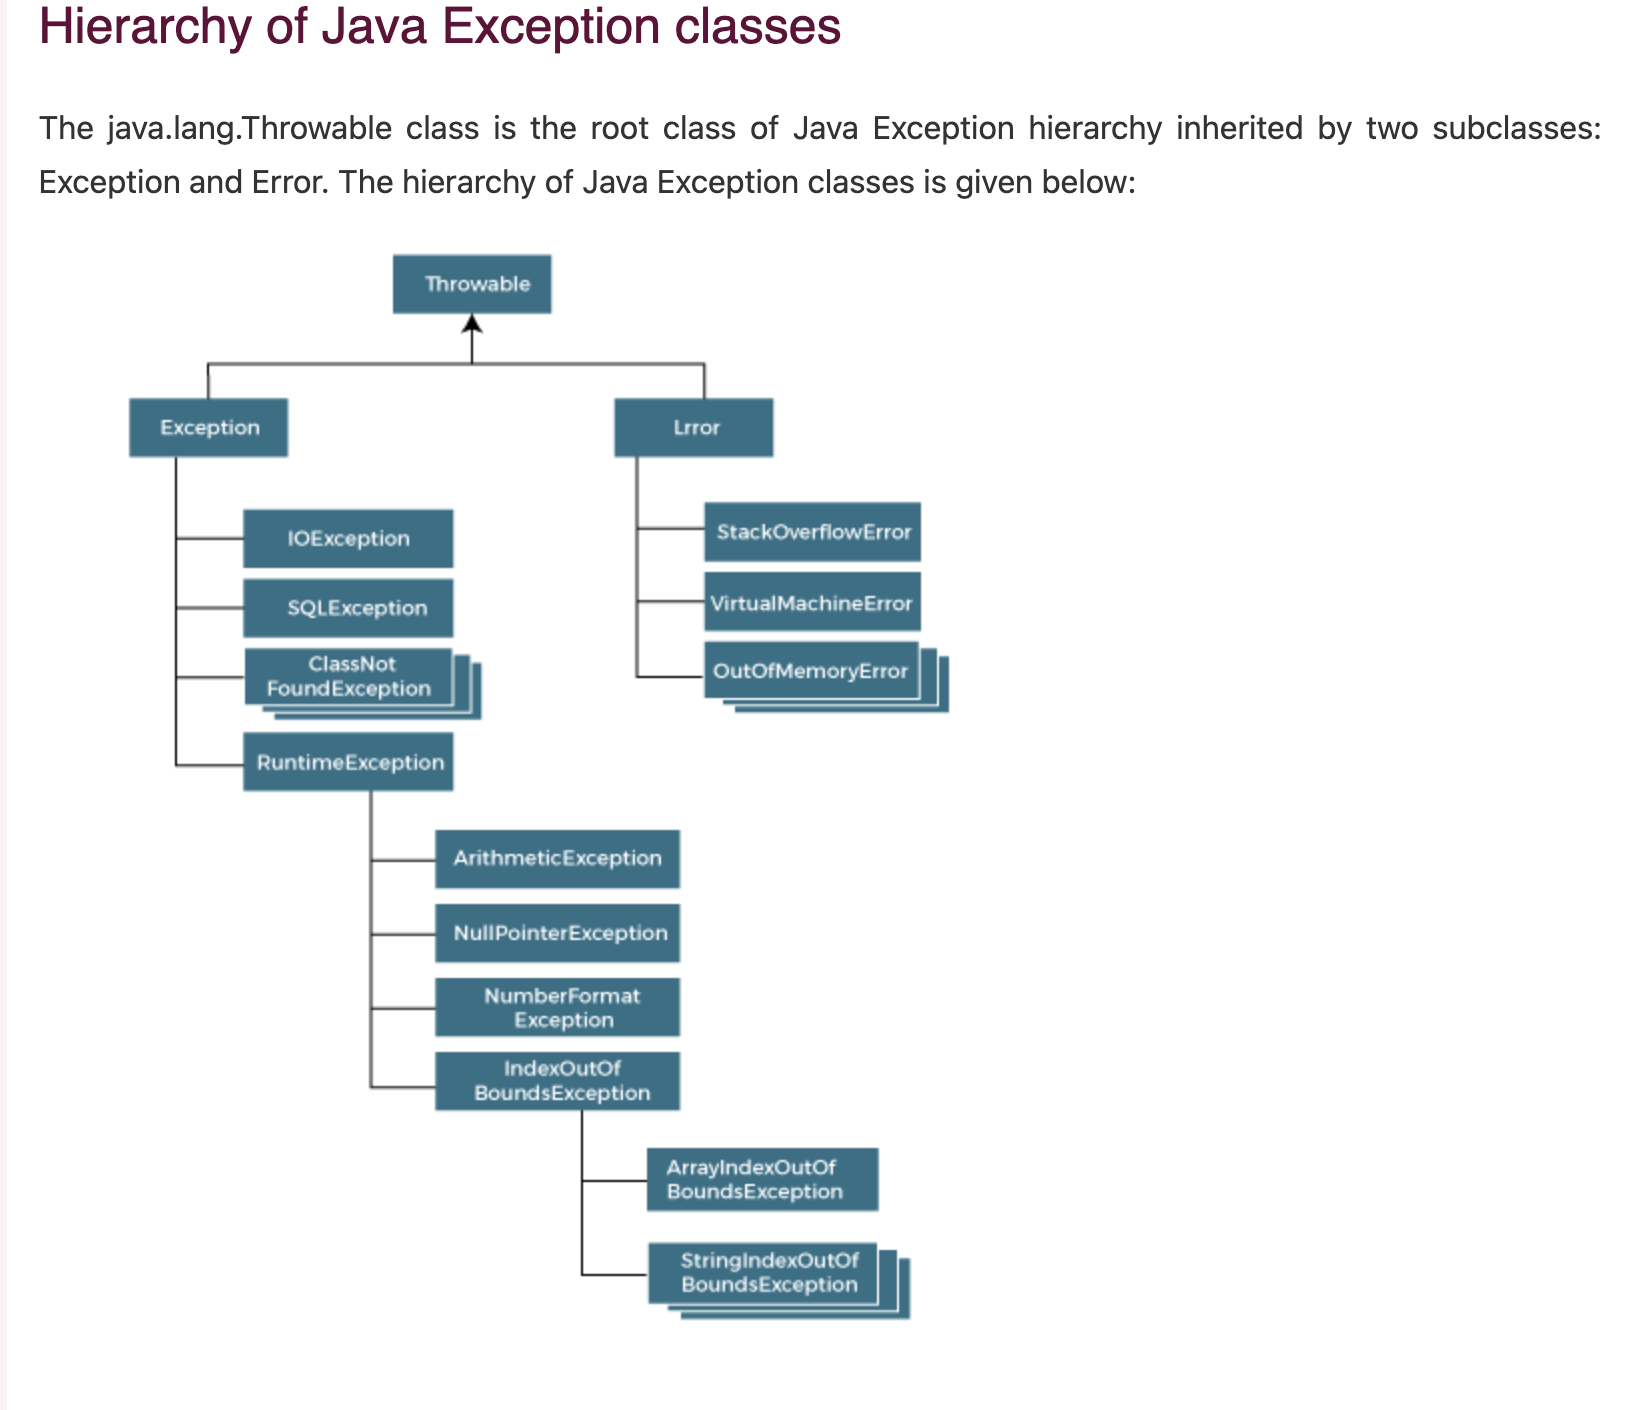 Hierarchy of Java Exception classes
The java.lang.Throwable class is the root class of Java Exception hierarchy inherited by two subclasses:
Exception and Error. The hierarchy of Java Exception classes is given below:
Throwable
Exception
Lrror
IOException
SQLException
ClassNot
FoundException
RuntimeException
StackOverflowError
VirtualMachineError
OutOfMemoryError
ArithmeticException
NullPointerException
NumberFormat
Exception
IndexOutOf
BoundsException
ArrayIndexOutOf
BoundsException
StringIndexOutOf
BoundsException